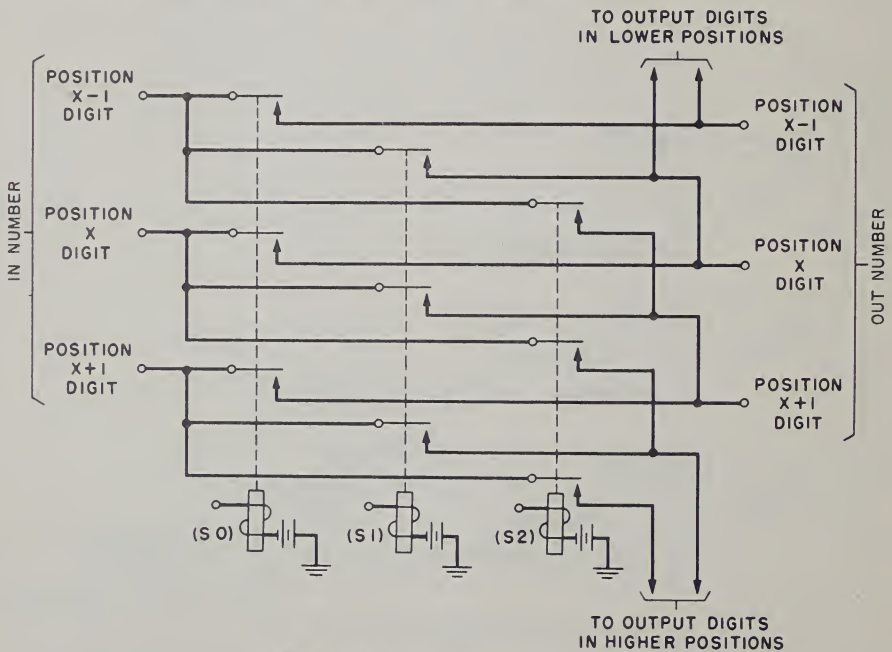 TO OUTPUT DIGITS
IN LOWER POSITIONS
IN NUMBER
POSITION
X-1
DIGIT
POSITION
X
DIGIT
POSITION
X+1
DIGIT
POSITION
X-1
DIGIT
POSITION
X
DIGIT
POSITION
X+1
DIGIT
OUT NUMBER
(S0)
(S1)
(S2)
TO OUTPUT DIGITS
IN HIGHER POSITIONS